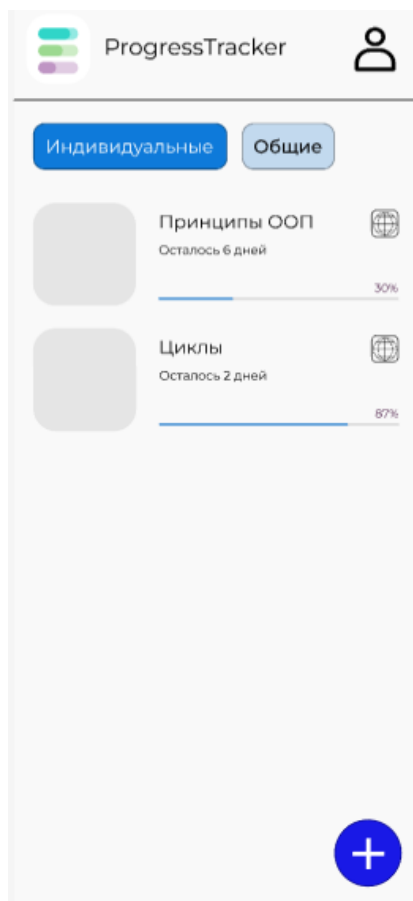 ProgressTracker
Индивидуальные Общие
Принципы ООП
Осталось 6 дней
30%
Циклы
Осталось 2 дней
87%